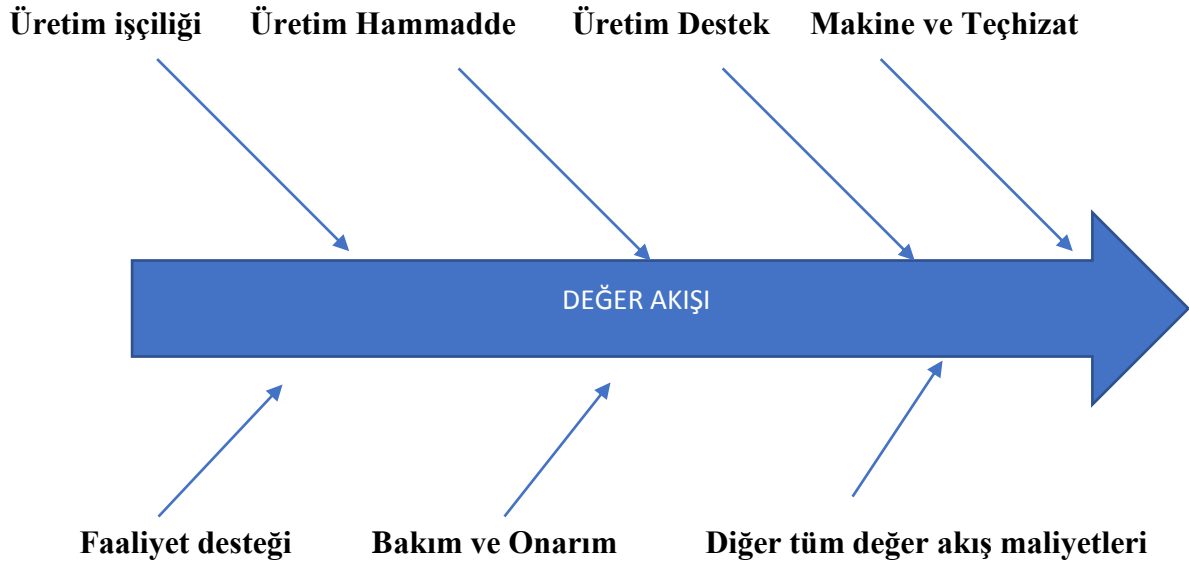 Üretim işçiliği Üretim Hammadde Üretim Destek Makine ve Teçhizat
DEĞER AKIŞI
Faaliyet desteği Bakım ve Onarım Diğer tüm değer akış maliyetleri